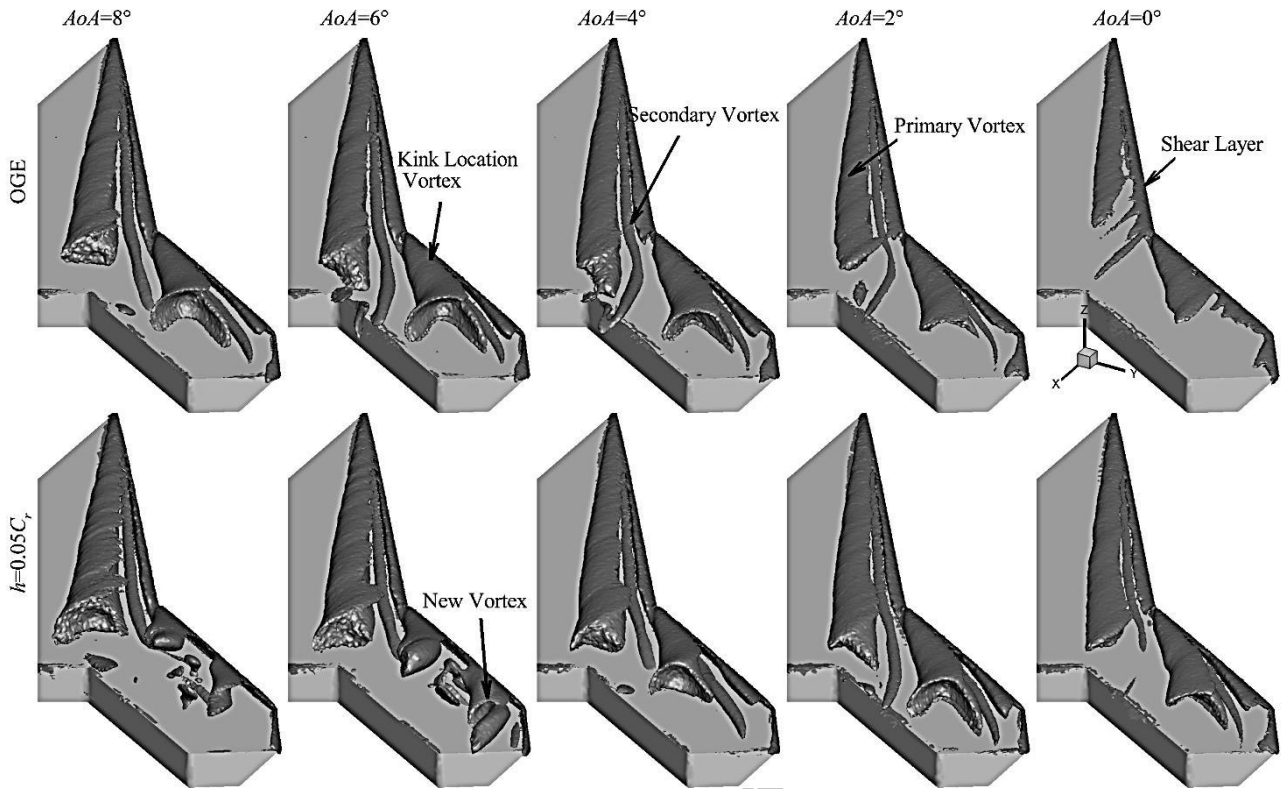 AoA=8°
AoA=6°
AoA=4°
AoA=2°
AoA=0°
OGE
Kink Location
Vortex
Secondary Vortex
Primary Vortex
Shear Layer
Z
X
Y
h=0.05Cr
New Vortex